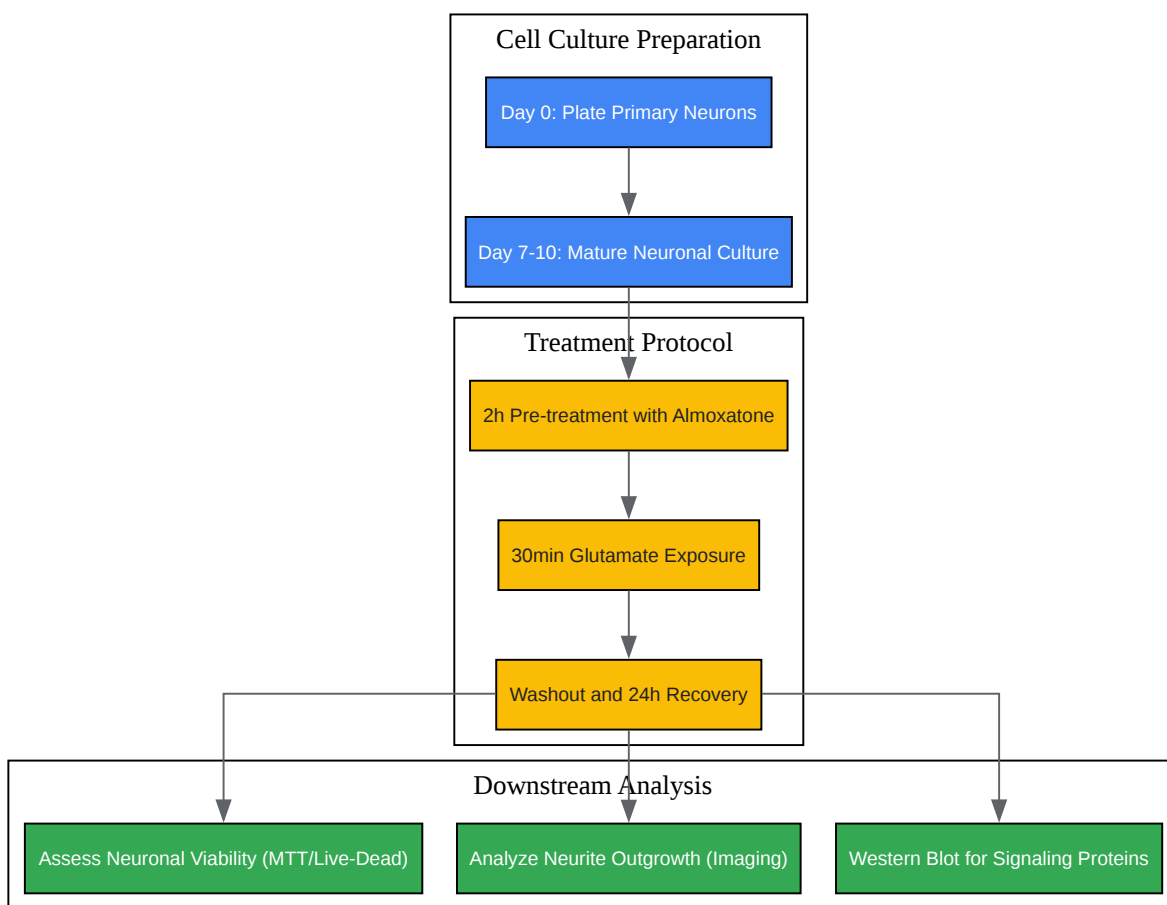 Cell Culture Preparation
Day 0: Plate Primary Neurons
Day 7-10: Mature Neuronal Culture
Treatment Protocol
2h Pre-treatment with Almoxatone
30min Glutamate Exposure
Washout and 24h Recovery
Downstream Analysis
Assess Neuronal Viability (MTT/Live-Dead)
Analyze Neurite Outgrowth (Imaging)
Western Blot for Signaling Proteins